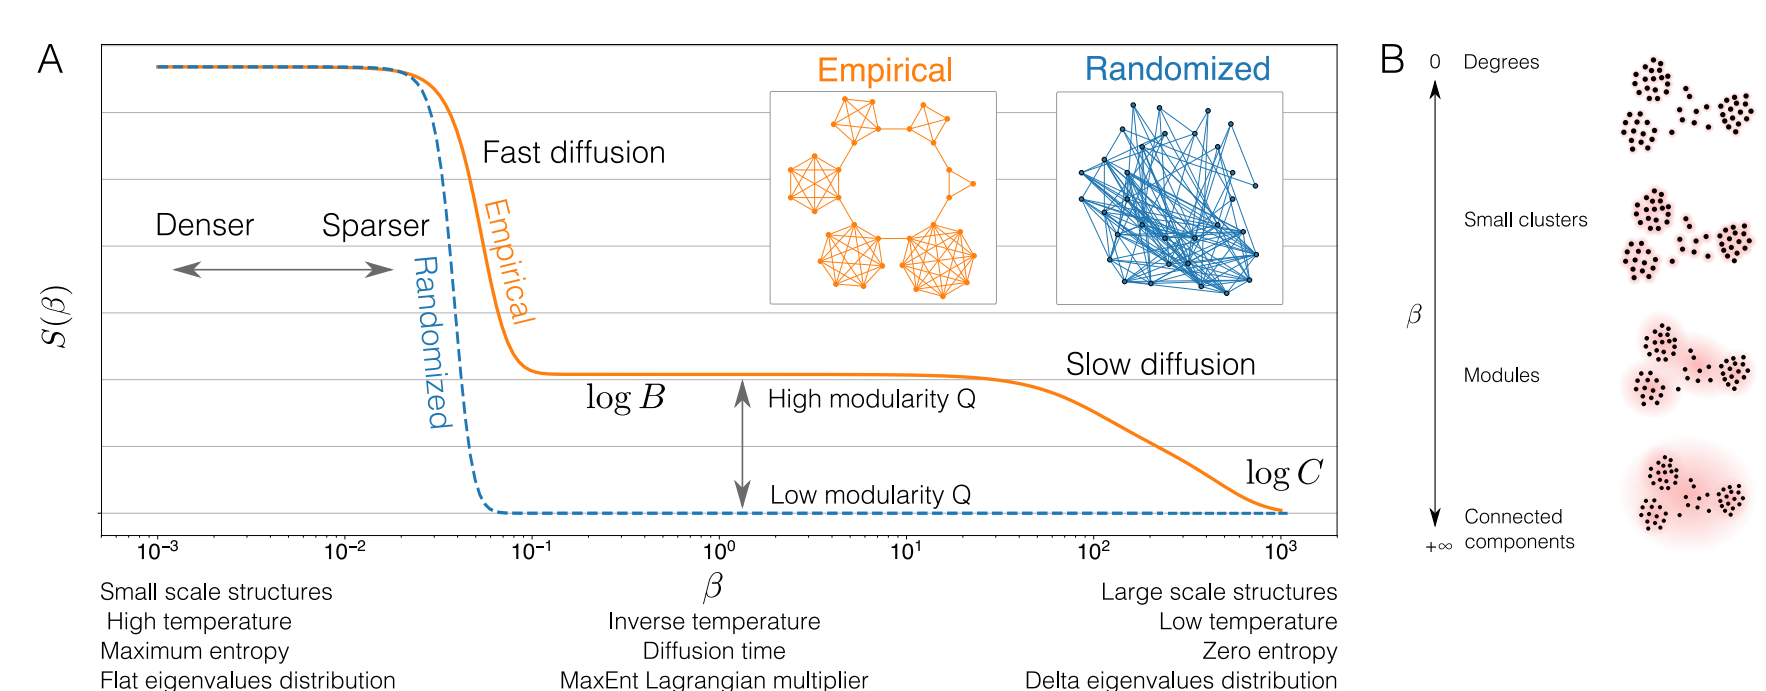 A
Empirical
Randomized
Fast diffusion
Denser
Sparser
Empirical
Randomized
S(β)
Slow diffusion
log B
High modularity Q
log C
Low modularity Q
10⁻³
10⁻²
10⁻¹
10⁰
10¹
10²
10³
β
Small scale structures
Large scale structures
High temperature
Inverse temperature
Low temperature
Maximum entropy
Diffusion time
Zero entropy
Flat eigenvalues distribution
MaxEnt Lagrangian multiplier
Delta eigenvalues distribution
B
0
Degrees
Small clusters
β
Modules
Connected
+∞ components